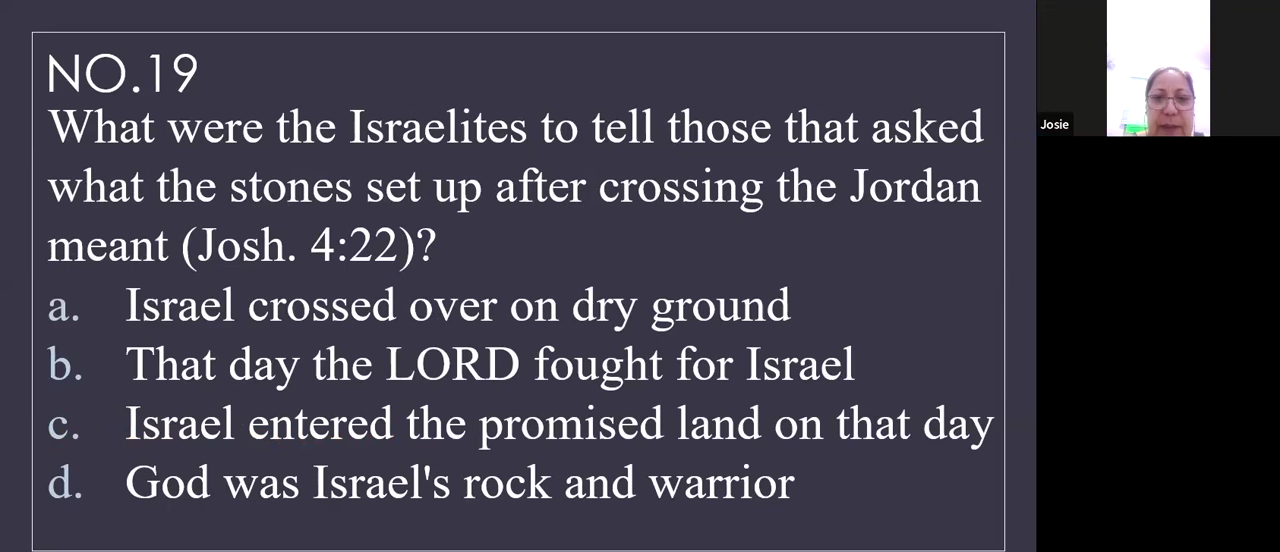 NO.19
What were the Israelites to tell those that asked
what the stones set up after crossing the Jordan
meant (Josh. 4:22)?
a. Israel crossed over on dry ground
b. That day the LORD fought for Israel
c. Israel entered the promised land on that day
d. God was Israel's rock and warrior
Josie